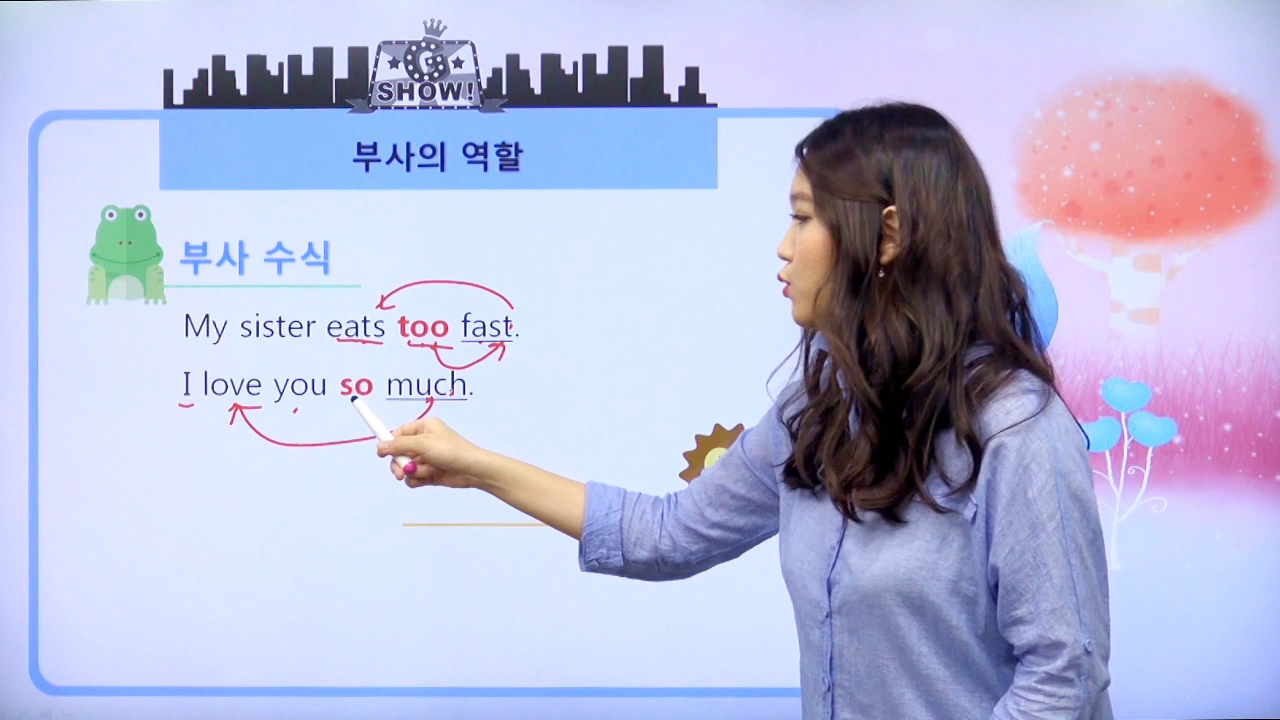 G
SHOW!
부사의 역할
부사 수식
My sister eats too fast.
I love you so much.